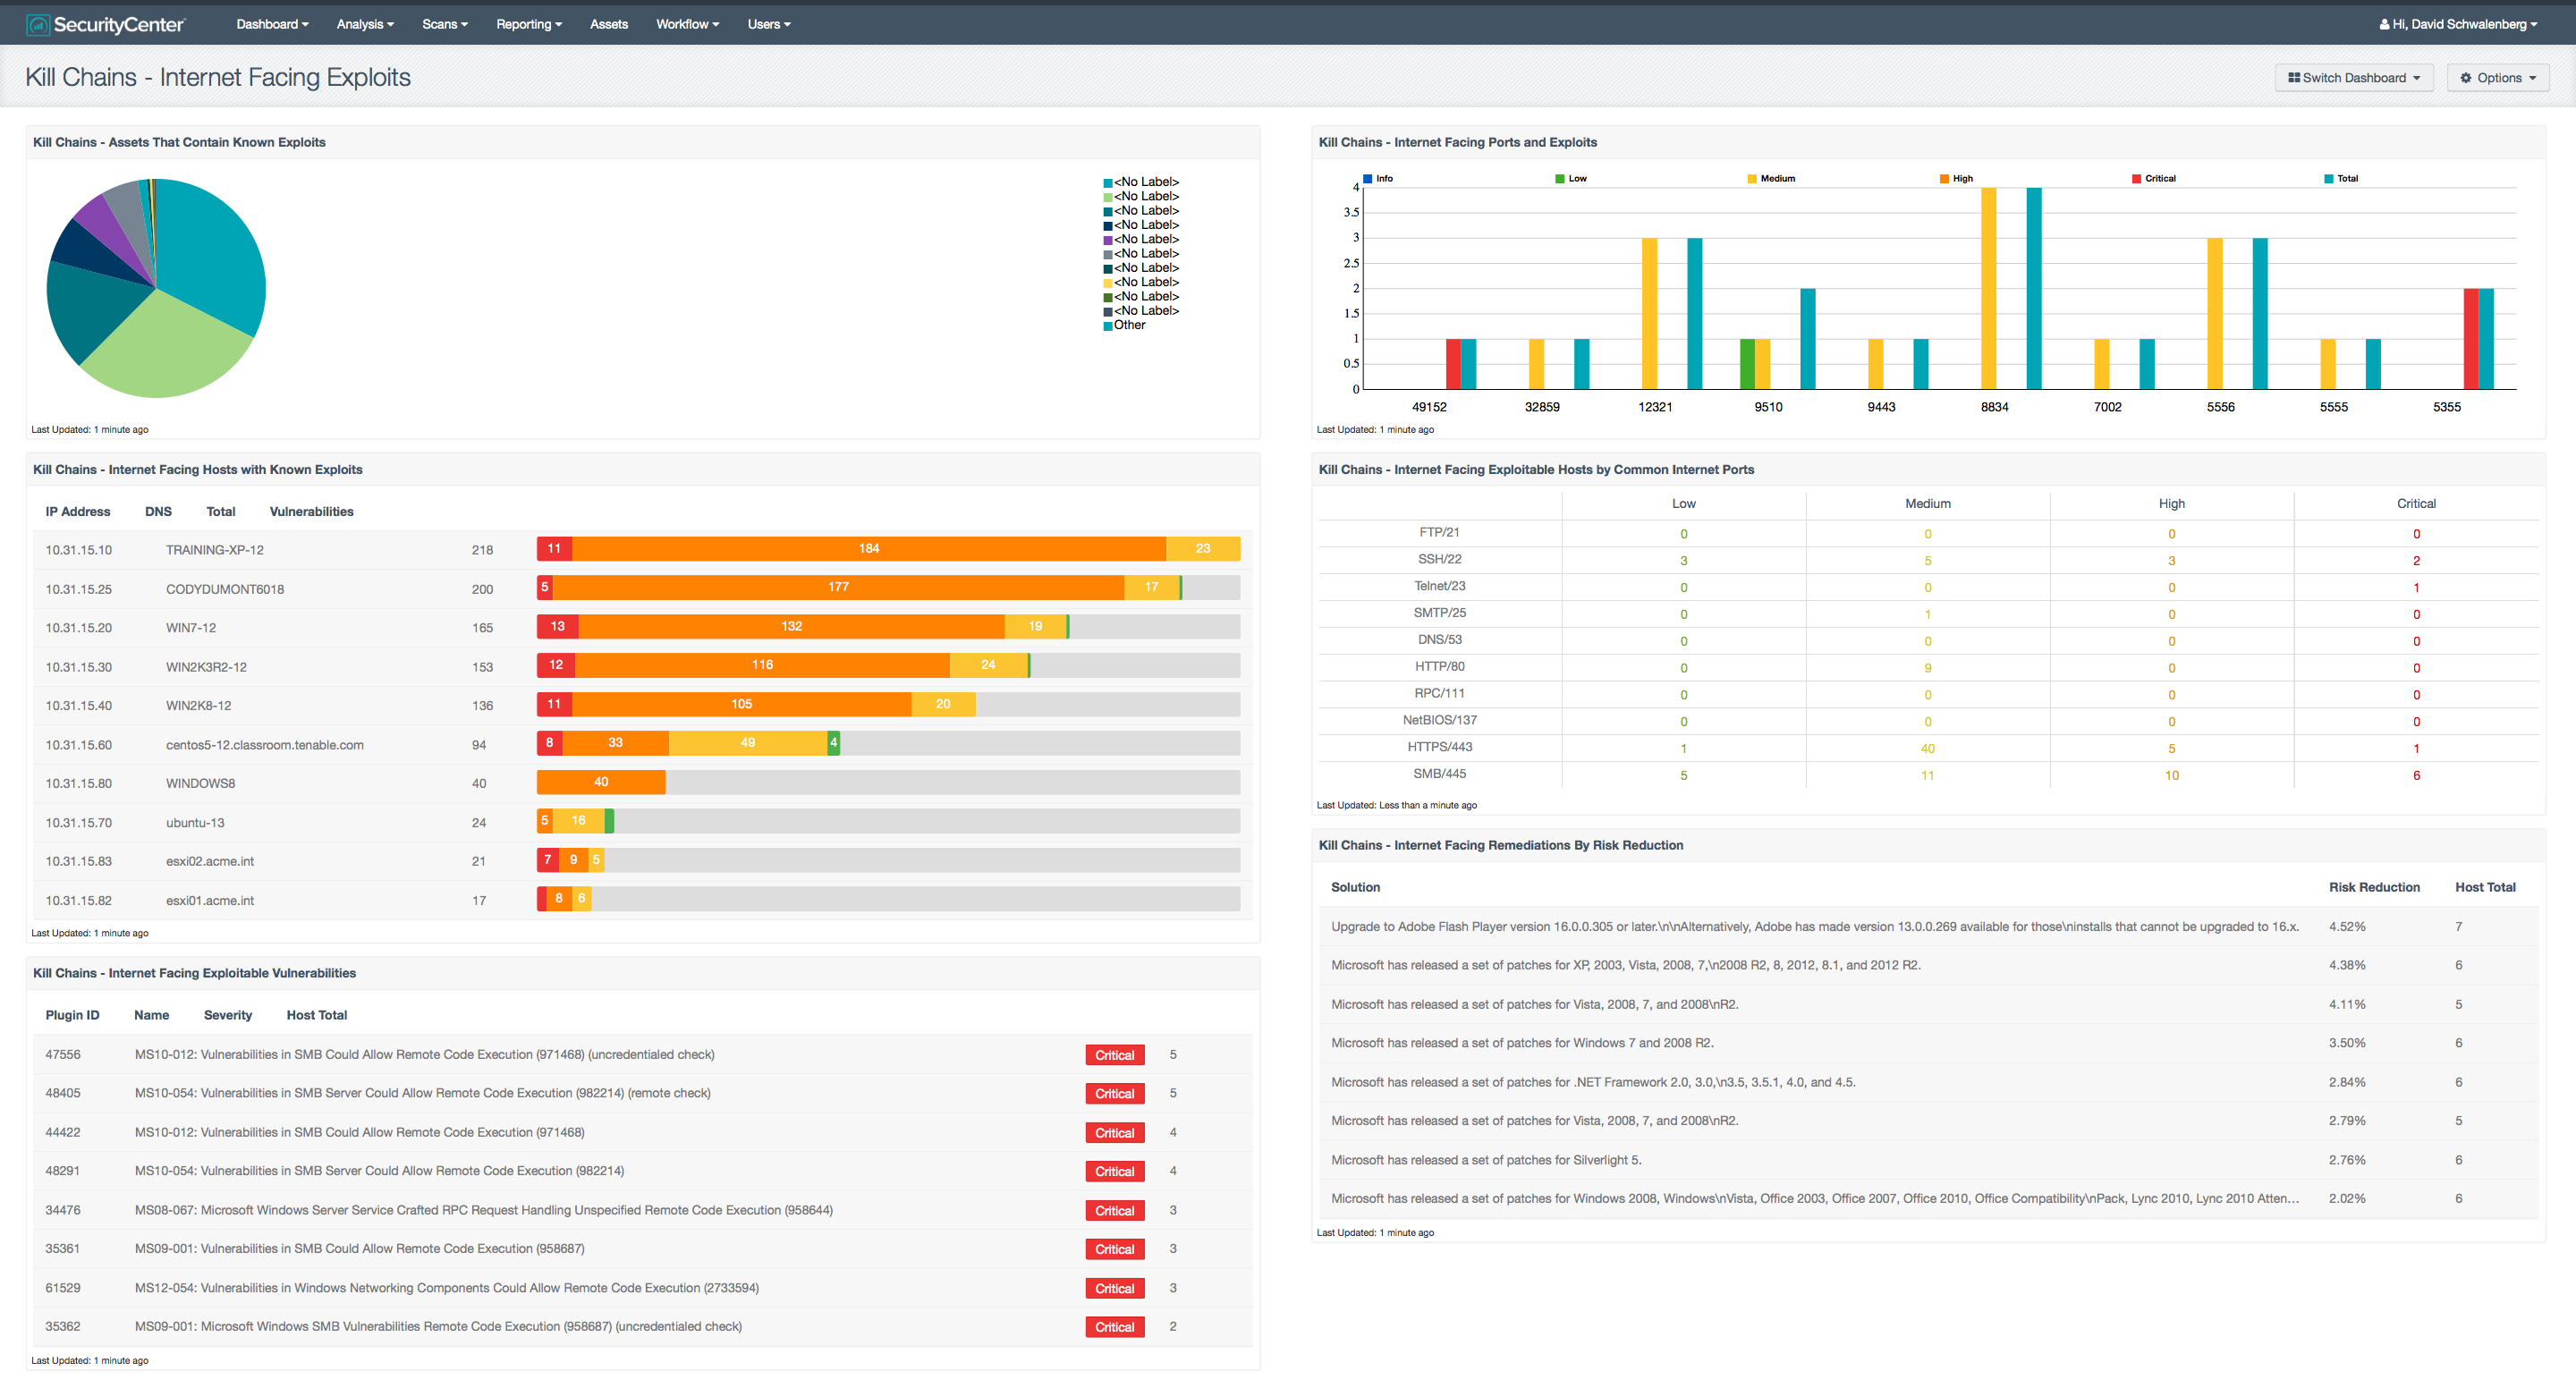 SecurityCenter
Dashboard Analysis Scans Reporting Assets Workflow Users Hi, David Schwalenberg
Kill Chains - Internet Facing Exploits
Switch Dashboard Options
Kill Chains - Assets That Contain Known Exploits
<No Label>
<No Label>
<No Label>
<No Label>
<No Label>
<No Label>
<No Label>
<No Label>
<No Label>
<No Label>
Other
Last Updated: 1 minute ago
Kill Chains - Internet Facing Hosts with Known Exploits
IP Address DNS Total Vulnerabilities
10.31.15.10 TRAINING-XP-12 218 11 184 23
10.31.15.25 CODYDUMONT6018 200 5 177 17
10.31.15.20 WIN7-12 165 13 132 19
10.31.15.30 WIN2K3R2-12 153 12 116 24
10.31.15.40 WIN2K8-12 136 11 105 20
10.31.15.60 centos5-12.classroom.tenable.com 94 8 33 49 4
10.31.15.80 WINDOWS8 40 40
10.31.15.70 ubuntu-13 24 5 16
10.31.15.83 esxi02.acme.int 21 7 9 5
10.31.15.82 esxi01.acme.int 17 8 6
Last Updated: 1 minute ago
Kill Chains - Internet Facing Exploitable Vulnerabilities
Plugin ID Name Severity Host Total
47556 MS10-012: Vulnerabilities in SMB Could Allow Remote Code Execution (971468) (uncredentialed check) Critical 5
48405 MS10-054: Vulnerabilities in SMB Server Could Allow Remote Code Execution (982214) (remote check) Critical 5
44422 MS10-012: Vulnerabilities in SMB Could Allow Remote Code Execution (971468) Critical 4
48291 MS10-054: Vulnerabilities in SMB Server Could Allow Remote Code Execution (982214) Critical 4
34476 MS08-067: Microsoft Windows Server Service Crafted RPC Request Handling Unspecified Remote Code Execution (958644) Critical 3
35361 MS09-001: Vulnerabilities in SMB Could Allow Remote Code Execution (958687) Critical 3
61529 MS12-054: Vulnerabilities in Windows Networking Components Could Allow Remote Code Execution (2733594) Critical 3
35362 MS09-001: Microsoft Windows SMB Vulnerabilities Remote Code Execution (958687) (uncredentialed check) Critical 2
Last Updated: 1 minute ago
Kill Chains - Internet Facing Ports and Exploits
Info Low Medium High Critical Total
4
3.5
3
2.5
2
1.5
1
0.5
0
49152 32859 12321 9510 9443 8834 7002 5556 5555 5355
Last Updated: 1 minute ago
Kill Chains - Internet Facing Exploitable Hosts by Common Internet Ports
Low Medium High Critical
FTP/21 0 0 0 0
SSH/22 3 5 3 2
Telnet/23 0 0 0 1
SMTP/25 0 1 0 0
DNS/53 0 0 0 0
HTTP/80 0 9 0 0
RPC/111 0 0 0 0
NetBIOS/137 0 0 0 0
HTTPS/443 1 40 5 1
SMB/445 5 11 10 6
Last Updated: Less than a minute ago
Kill Chains - Internet Facing Remediations By Risk Reduction
Solution Risk Reduction Host Total
Upgrade to Adobe Flash Player version 16.0.0.305 or later.\n\nAlternatively, Adobe has made version 13.0.0.269 available for those\ninstalls that cannot be upgraded to 16.x. 4.52% 7
Microsoft has released a set of patches for XP, 2003, Vista, 2008, 7,\n2008 R2, 8, 2012, 8.1, and 2012 R2. 4.38% 6
Microsoft has released a set of patches for Vista, 2008, 7, and 2008\nR2. 4.11% 5
Microsoft has released a set of patches for Windows 7 and 2008 R2. 3.50% 6
Microsoft has released a set of patches for .NET Framework 2.0, 3.0,\n3.5, 3.5.1, 4.0, and 4.5. 2.84% 6
Microsoft has released a set of patches for Vista, 2008, 7, and 2008\nR2. 2.79% 5
Microsoft has released a set of patches for Silverlight 5. 2.76% 6
Microsoft has released a set of patches for Windows 2008, Windows\nVista, Office 2003, Office 2007, Office 2010, Office Compatibility\nPack, Lync 2010, Lync 2010 Atten... 2.02% 6
Last Updated: 1 minute ago